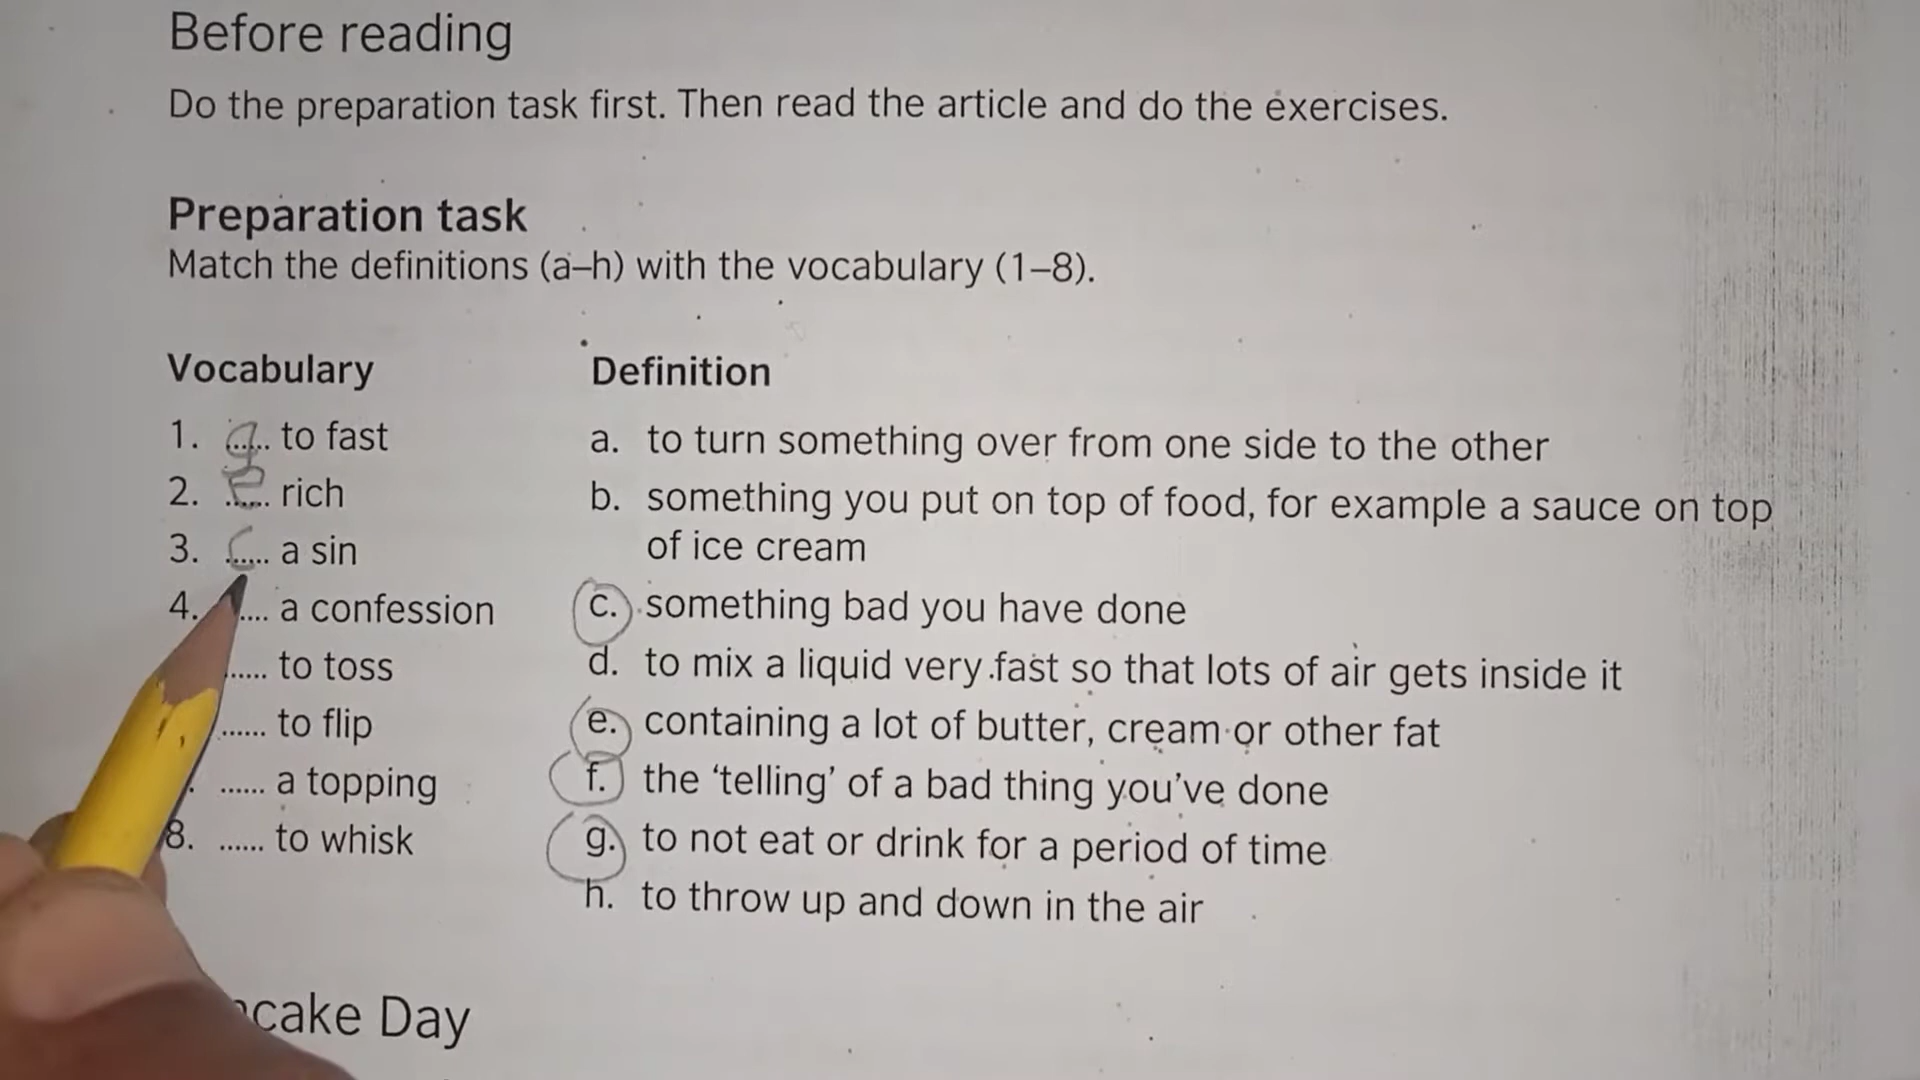 Before reading
Do the preparation task first. Then read the article and do the exercises.
Preparation task
Match the definitions (a–h) with the vocabulary (1–8).
Vocabulary
1. g to fast
2. e rich
3. c a sin
4. ..... a confession
...... to toss
...... to flip
...... a topping
8. ...... to whisk
Definition
a. to turn something over from one side to the other
b. something you put on top of food, for example a sauce on top
of ice cream
c. something bad you have done
d. to mix a liquid very fast so that lots of air gets inside it
e. containing a lot of butter, cream or other fat
f. the ‘telling’ of a bad thing you’ve done
g. to not eat or drink for a period of time
h. to throw up and down in the air
cake Day